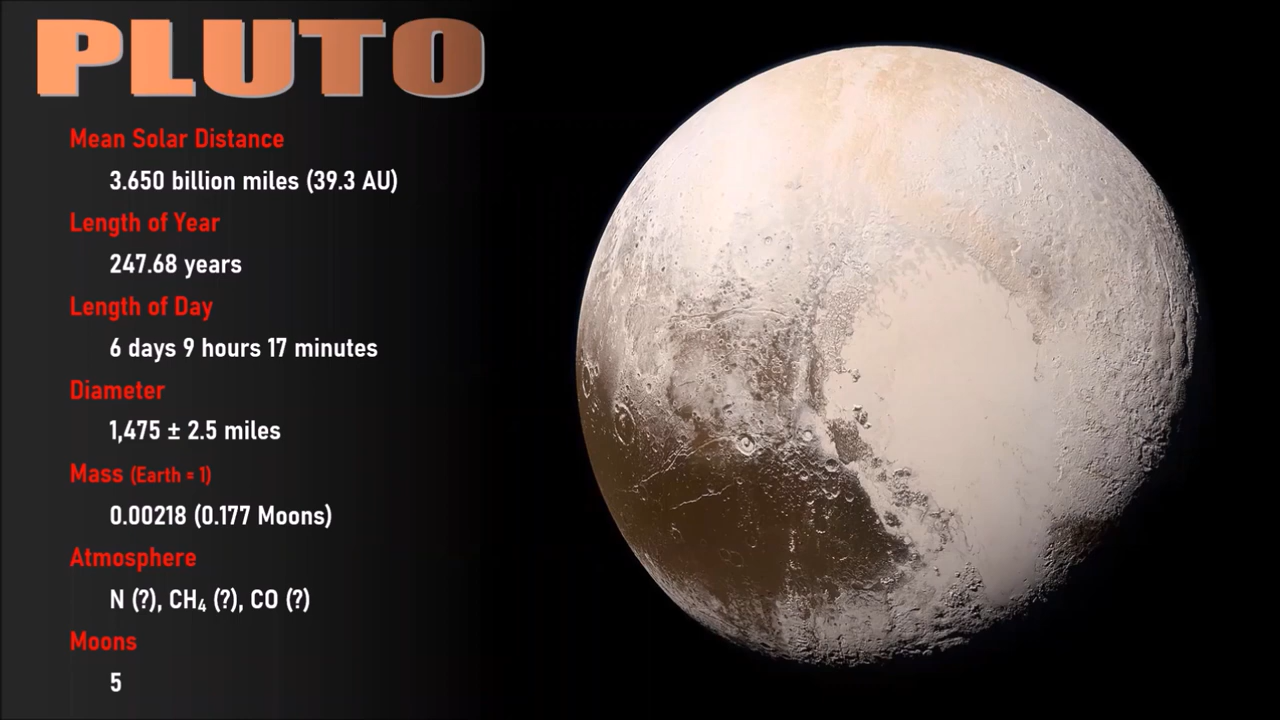 PLUTO
Mean Solar Distance
3.650 billion miles (39.3 AU)
Length of Year
247.68 years
Length of Day
6 days 9 hours 17 minutes
Diameter
1,475 ± 2.5 miles
Mass (Earth = 1)
0.00218 (0.177 Moons)
Atmosphere
N (?), CH₄ (?), CO (?)
Moons
5